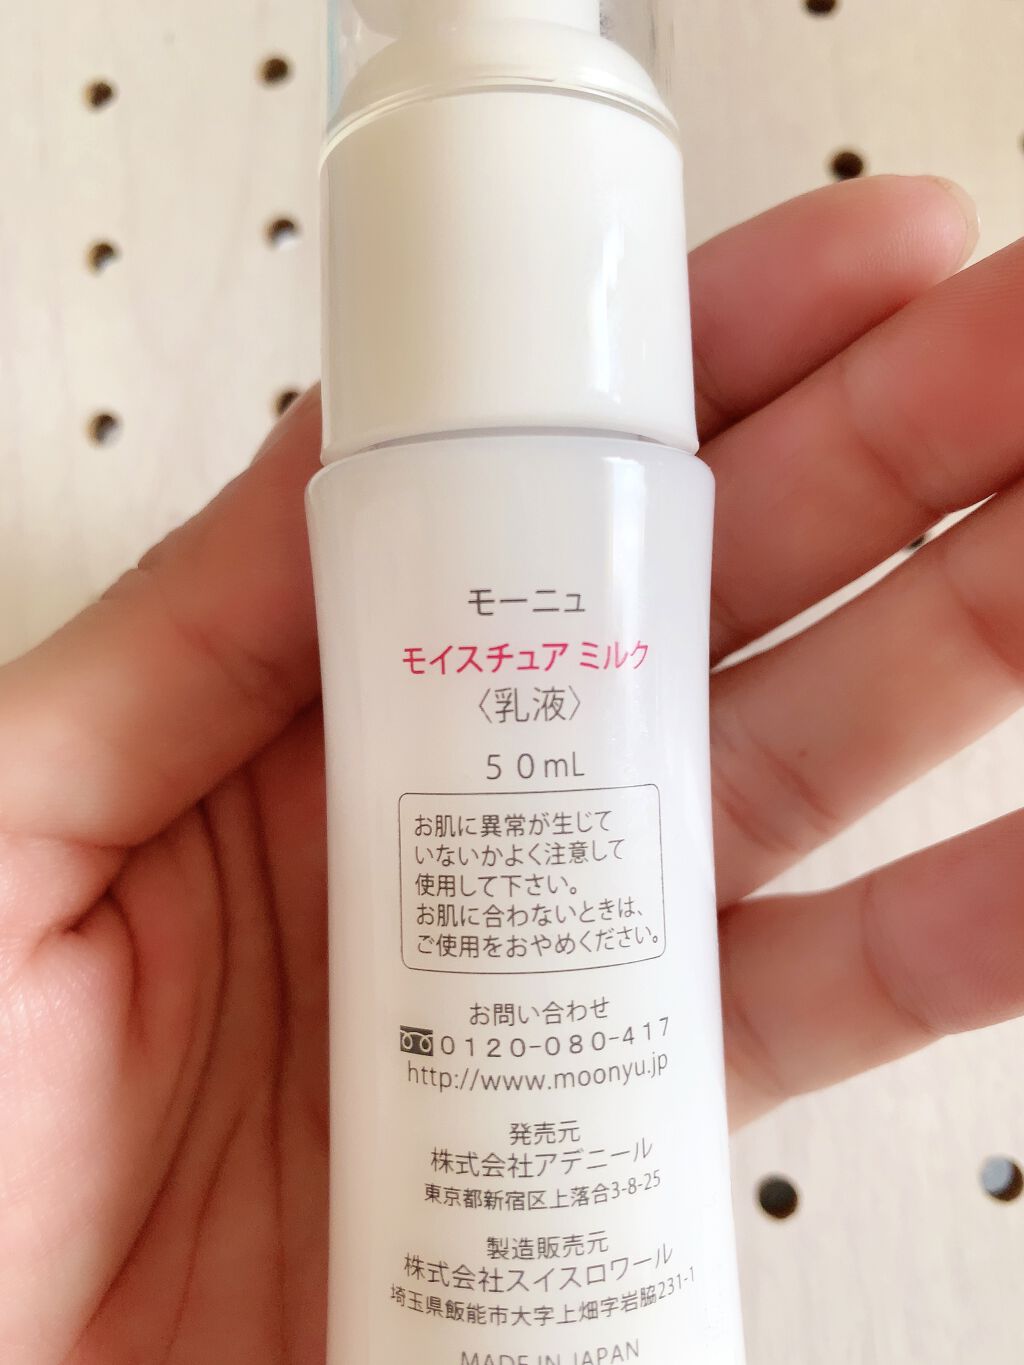 モーニュ
モイスチュア ミルク
〈乳液〉
50mL
お肌に異常が生じて
いないかよく注意して
使用して下さい。
お肌に合わないときは、
ご使用をおやめください。
お問い合わせ
0120-080-417
http://www.moonyu.jp
発売元
株式会社アデニール
東京都新宿区上落合3-8-25
製造販売元
株式会社スイスロワール
埼玉県飯能市大字上畑字岩脇231-1
MADE IN JAPAN